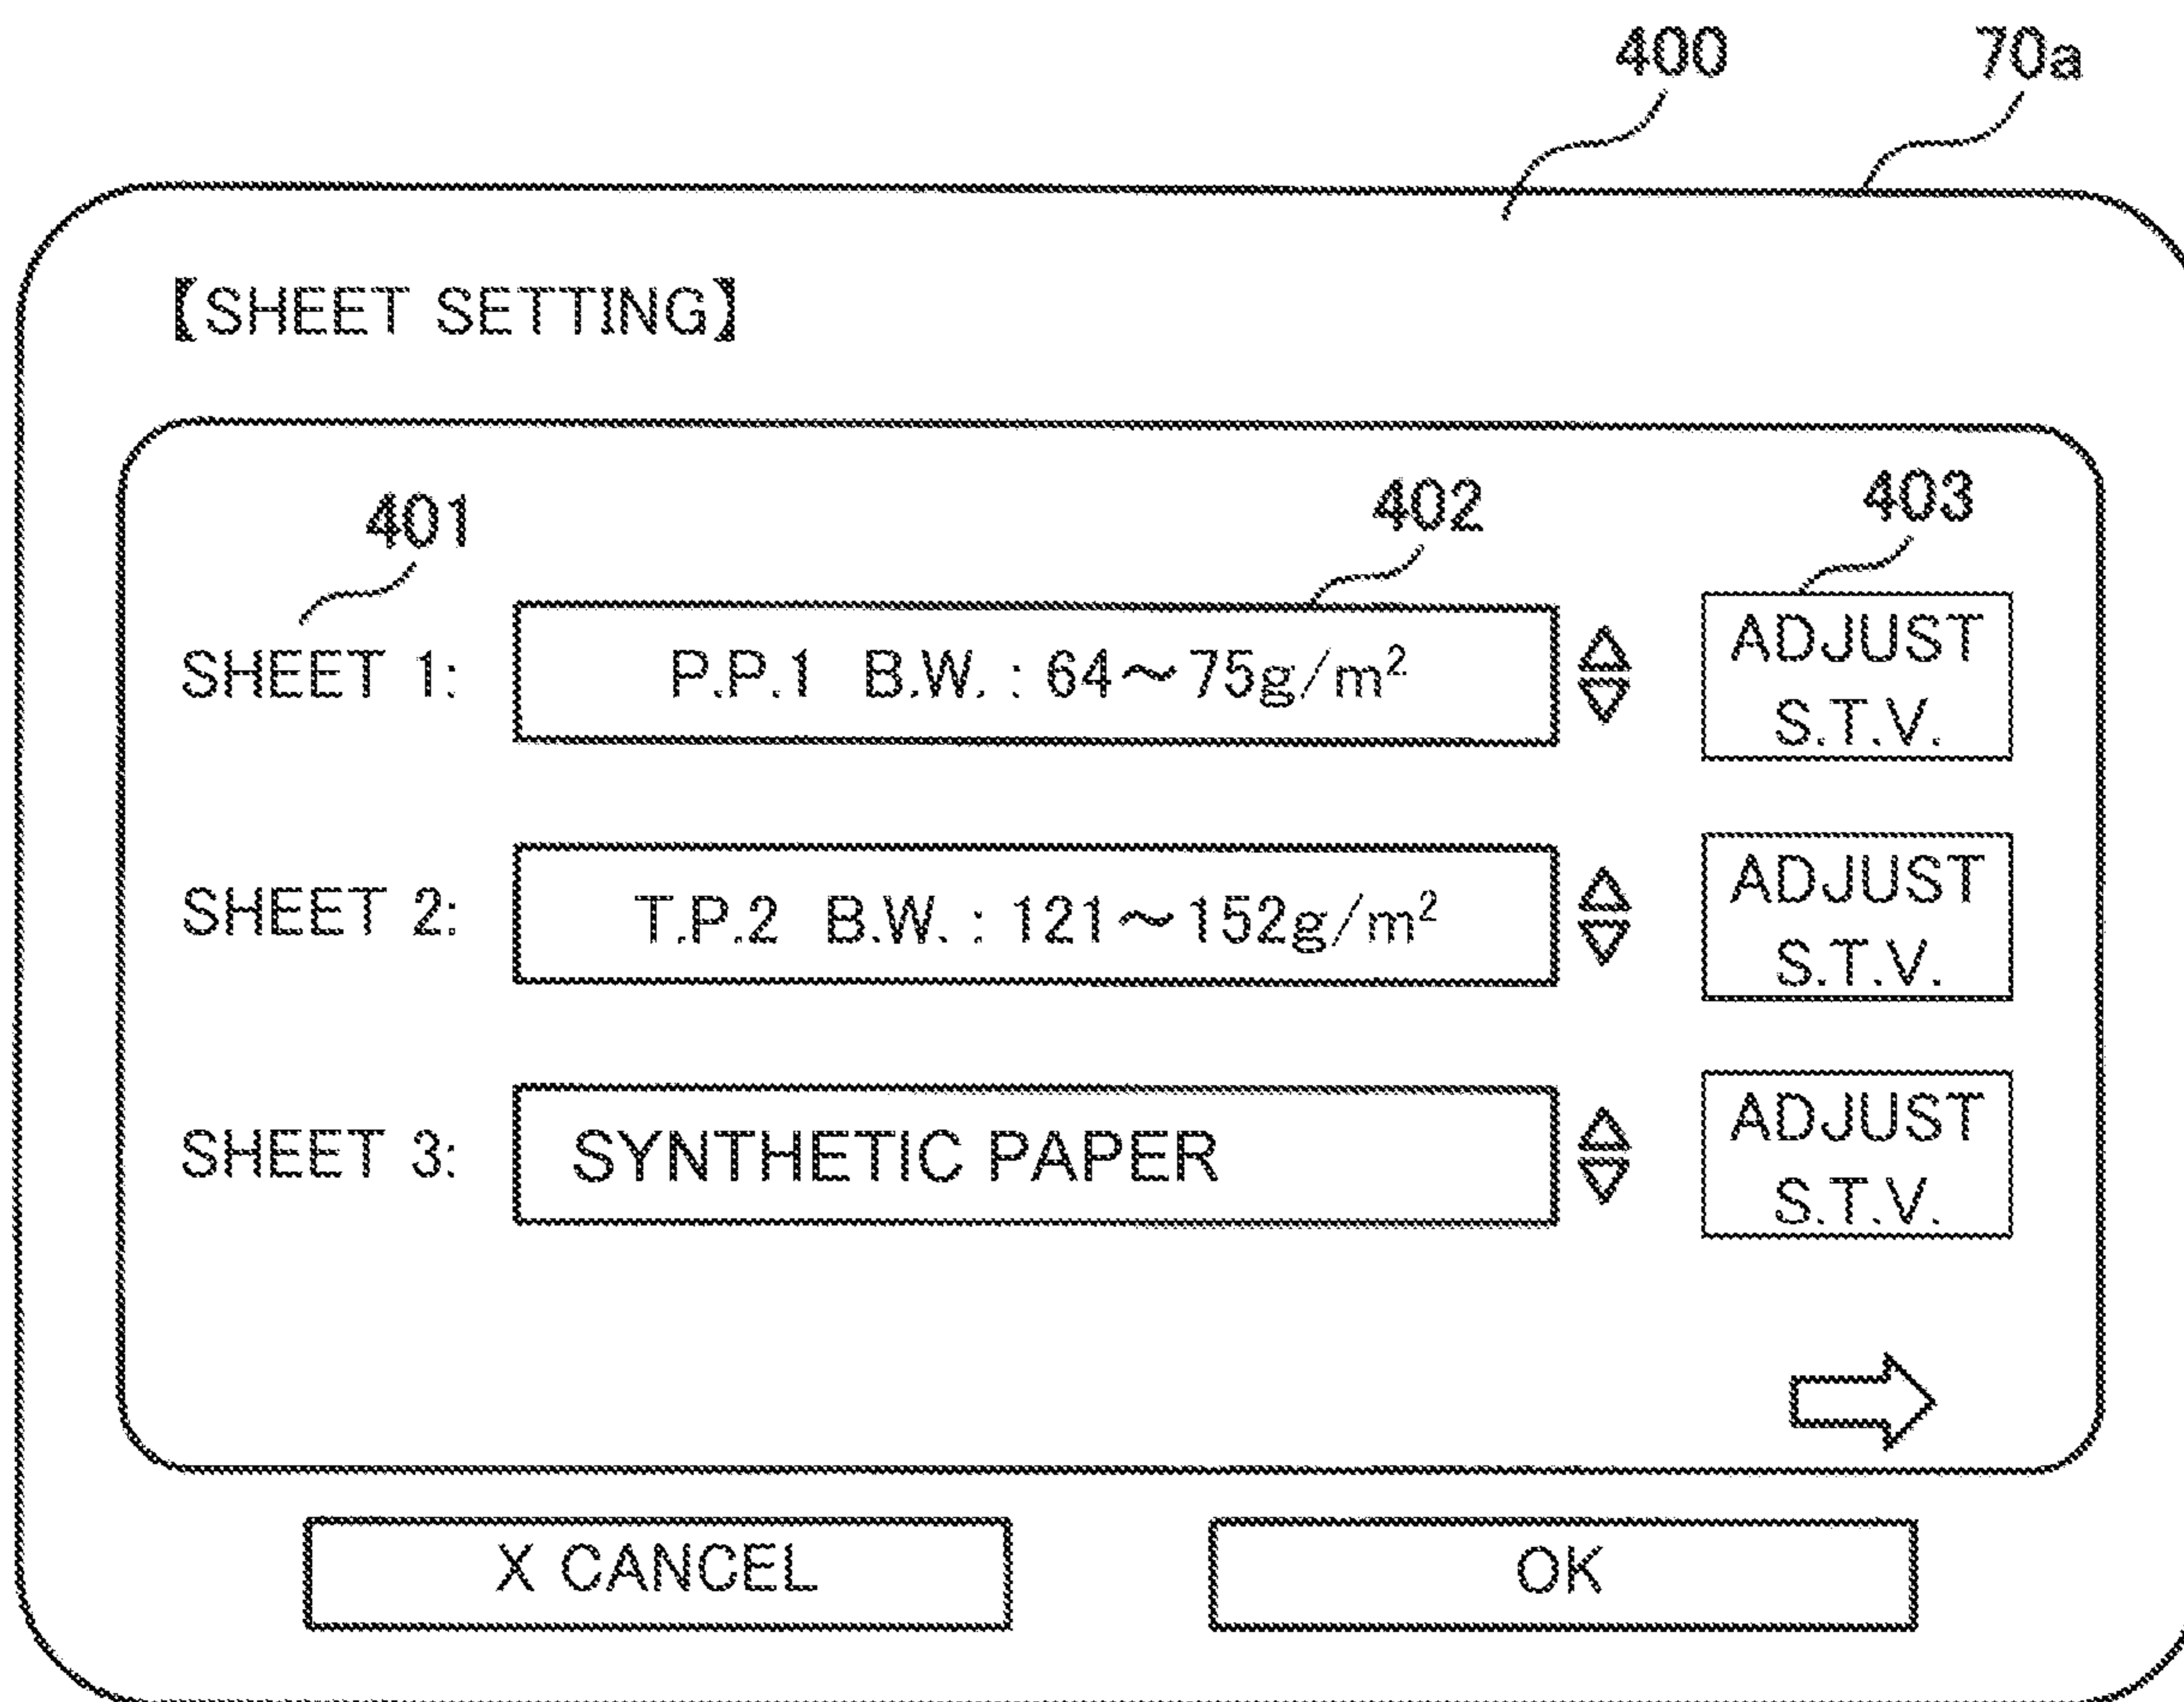 400 70a
【SHEET SETTING】
401 402 403
SHEET 1: P.P.1 B.W. : 64～75g/m² ADJUST S.T.V.
SHEET 2: T.P.2 B.W. : 121～152g/m² ADJUST S.T.V.
SHEET 3: SYNTHETIC PAPER ADJUST S.T.V.
X CANCEL OK